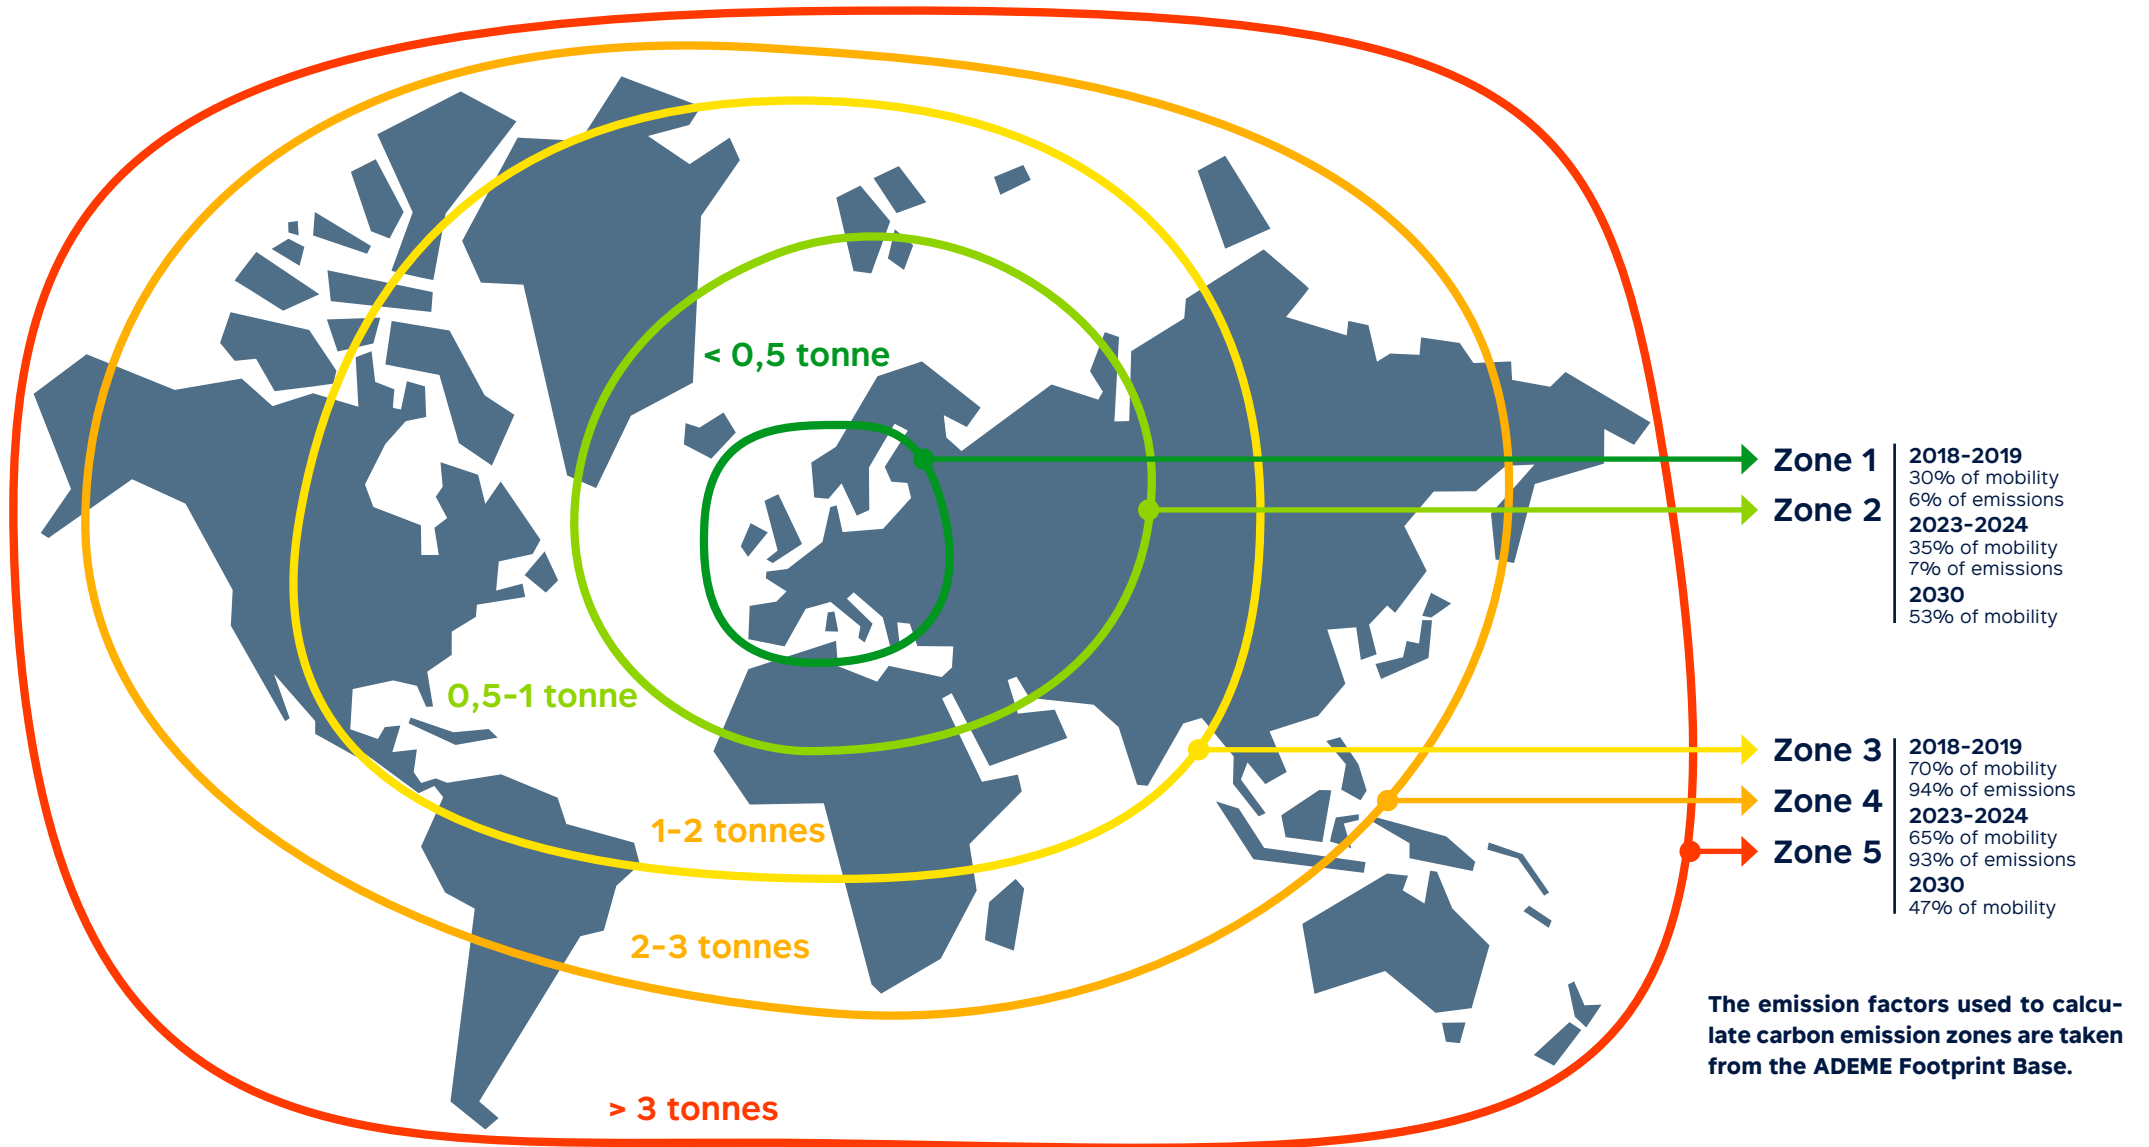 < 0,5 tonne
0,5-1 tonne
1-2 tonnes
2-3 tonnes
> 3 tonnes
Zone 1
Zone 2
2018-2019
30% of mobility
6% of emissions
2023-2024
35% of mobility
7% of emissions
2030
53% of mobility
Zone 3
Zone 4
Zone 5
2018-2019
70% of mobility
94% of emissions
2023-2024
65% of mobility
93% of emissions
2030
47% of mobility
The emission factors used to calcu-
late carbon emission zones are taken
from the ADEME Footprint Base.